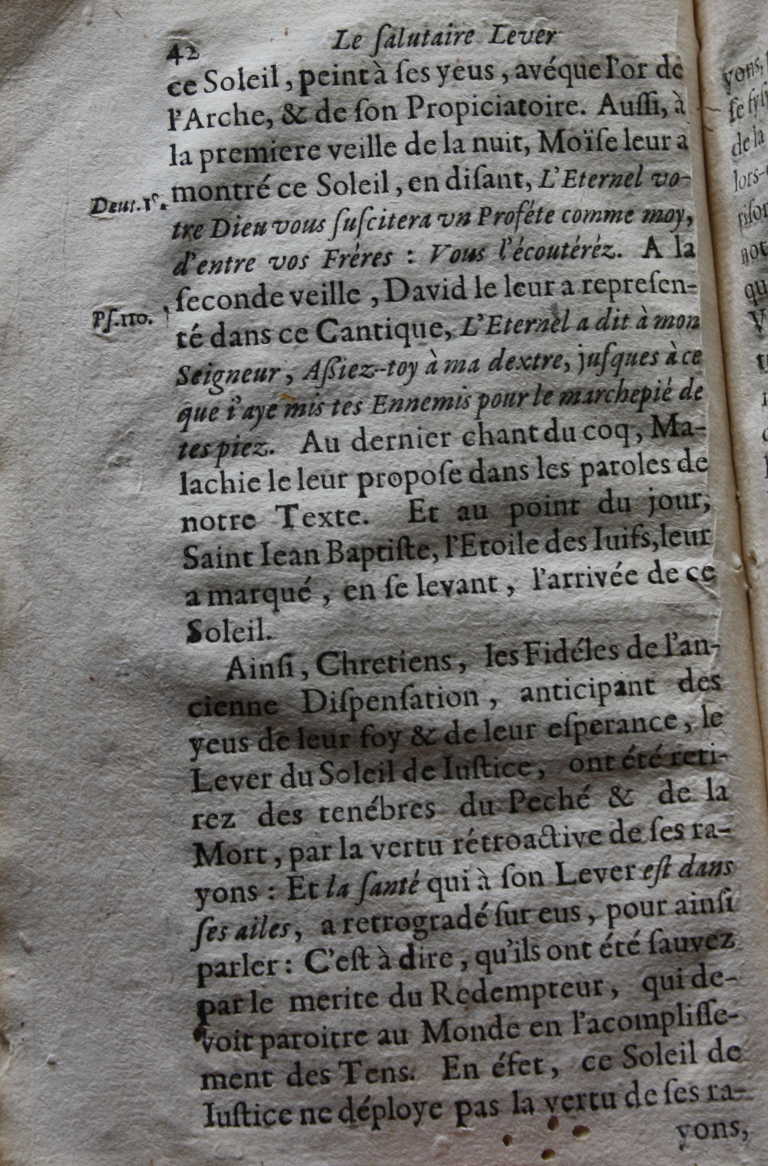 42 Le ſalutaire Lever
ce Soleil, peint à ſes yeus, avéque l'or de
l'Arche, & de ſon Propiciatoire. Auſſi, à
la premiere veille de la nuit, Moïſe leur a
Deut.
montré ce Soleil, en diſant, L'Eternel vo-
tre Dieu vous ſuſcitera vn Proféte comme moy,
d'entre vos Fréres : Vous l'écoutéréz. A la
ſeconde veille, David le leur a repreſen-
Pſ. 110.
té dans ce Cantique, L'Eternel a dit à mon
Seigneur, Aſſiez-toy à ma dextre, juſques à ce
que i'aye mis tes Ennemis pour le marchepié de
tes piez. Au dernier chant du coq, Ma-
lachie le leur propoſe dans les paroles de
notre Texte. Et au point du jour,
Saint Iean Baptiſte, l'Etoile des Iuifs, leur
a marqué, en ſe levant, l'arrivée de ce
Soleil.
Ainſi, Chretiens, les Fidéles de l'an-
cienne Diſpenſation, anticipant des
yeus de leur foy & de leur eſperance, le
Lever du Soleil de Iuſtice, ont été reti-
rez des tenébres du Peché & de la
Mort, par la vertu rétroactive de ſes ra-
yons : Et la ſanté qui à ſon Lever eſt dans
ſes ailes, a retrogradé ſur eus, pour ainſi
parler : C'eſt à dire, qu'ils ont été ſauvez
par le merite du Redempteur, qui de-
voit paroitre au Monde en l'acompliſſe-
ment des Tens. En éfet, ce Soleil de
Iuſtice ne déploye pas la vertu de ſes ra-
yons,
yons,
de la
lors-
not
qu